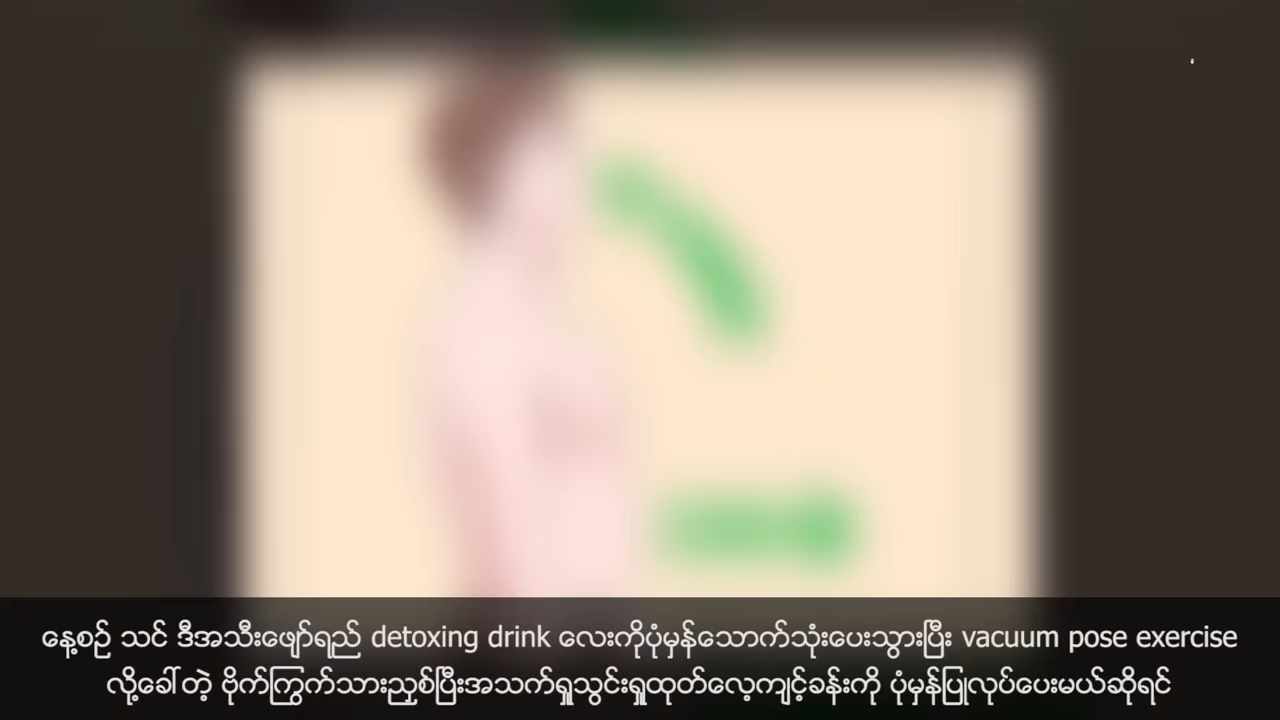 နေ့စဉ် သင် ဒီအသီးဖျော်ရည် detoxing drink လေးကိုပုံမှန်သောက်သုံးပေးသွားပြီး vacuum pose exercise
လို့ခေါ်တဲ့ ဗိုက်ကြွက်သားညှစ်ပြီးအသက်ရှူသွင်းရှူထုတ်လေ့ကျင့်ခန်းကို ပုံမှန်ပြုလုပ်ပေးမယ်ဆိုရင်